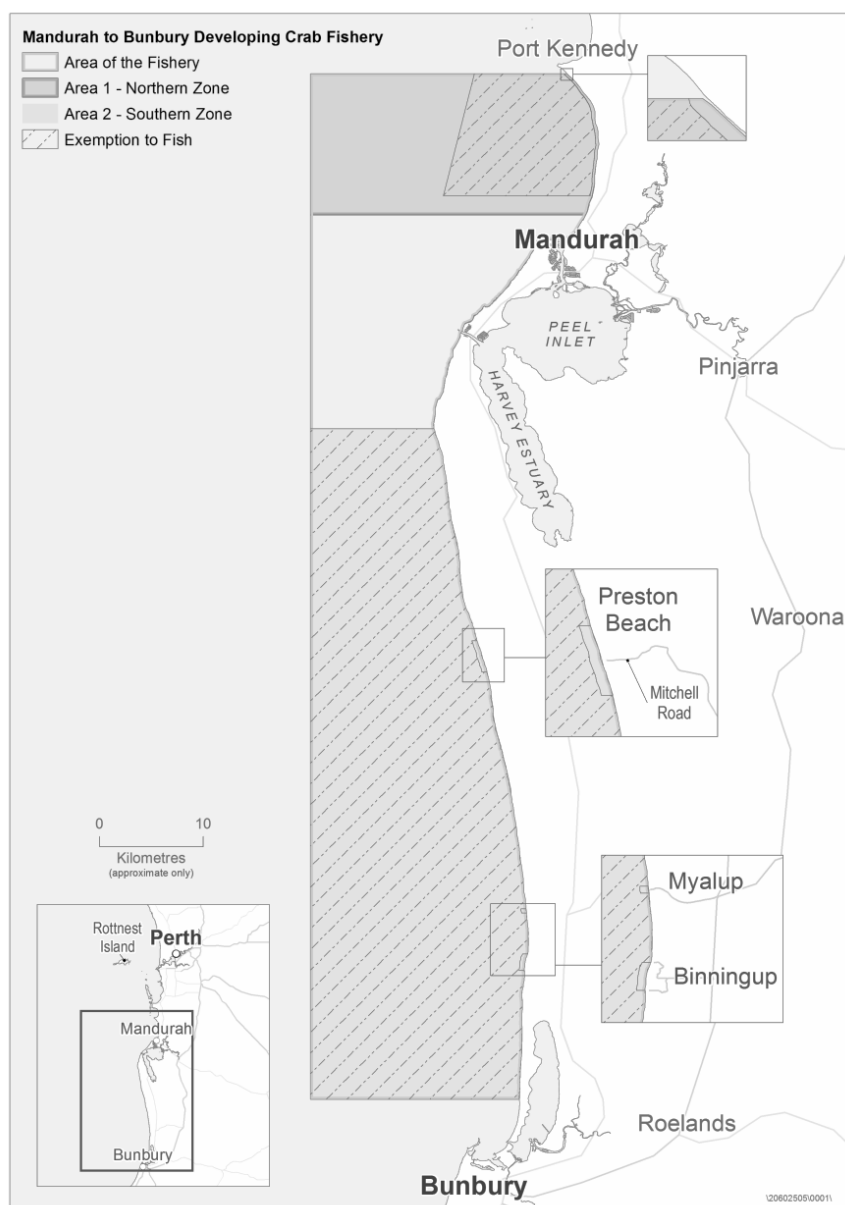 Mandurah to Bunbury Developing Crab Fishery
Area of the Fishery
Area 1 - Northern Zone
Area 2 - Southern Zone
Exemption to Fish
Port Kennedy
Mandurah
PEEL
INLET
Pinjarra
HARVEY ESTUARY
Preston
Beach
Waroona
Mitchell
Road
0 10
Kilometres
(approximate only)
Myalup
Binningup
Rottnest
Island
Perth
Mandurah
Bunbury
Roelands
Bunbury
\20602505\0001\